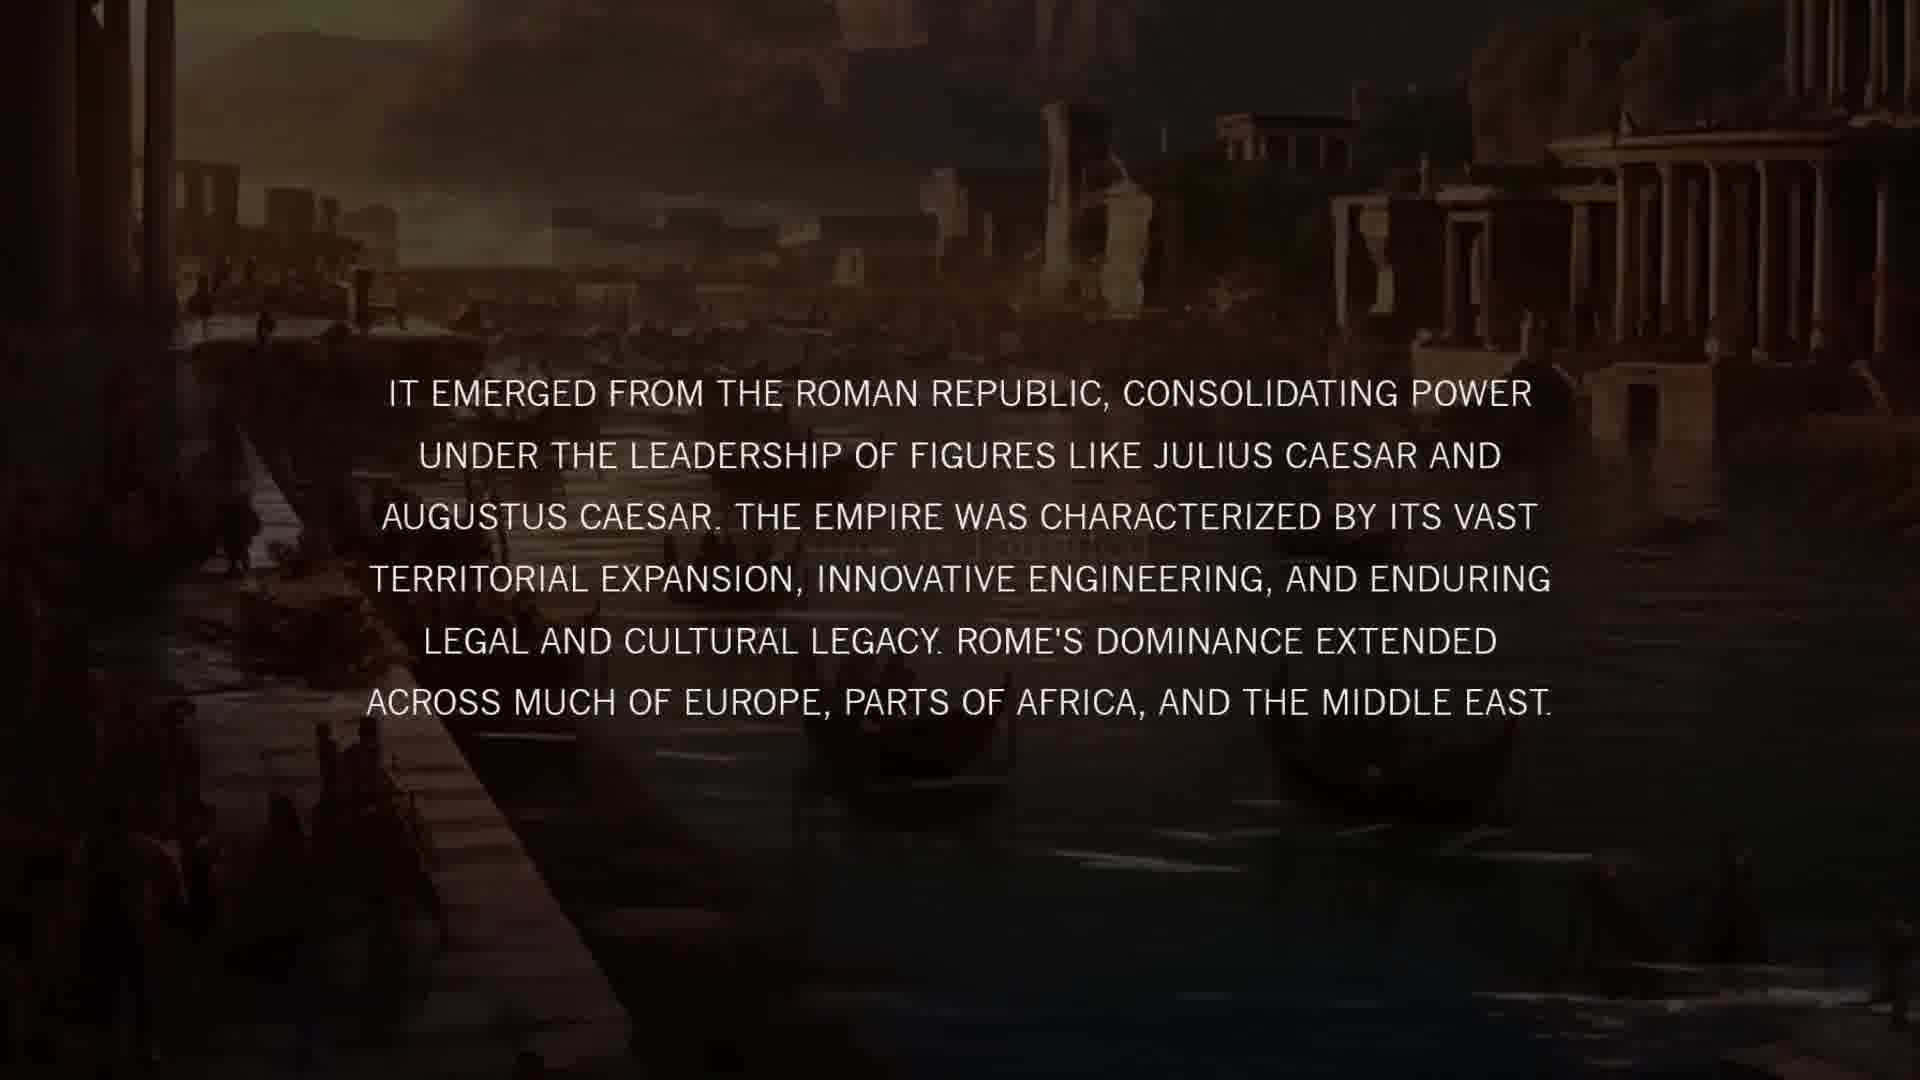 IT EMERGED FROM THE ROMAN REPUBLIC, CONSOLIDATING POWER
UNDER THE LEADERSHIP OF FIGURES LIKE JULIUS CAESAR AND
AUGUSTUS CAESAR. THE EMPIRE WAS CHARACTERIZED BY ITS VAST
TERRITORIAL EXPANSION, INNOVATIVE ENGINEERING, AND ENDURING
LEGAL AND CULTURAL LEGACY. ROME'S DOMINANCE EXTENDED
ACROSS MUCH OF EUROPE, PARTS OF AFRICA, AND THE MIDDLE EAST.